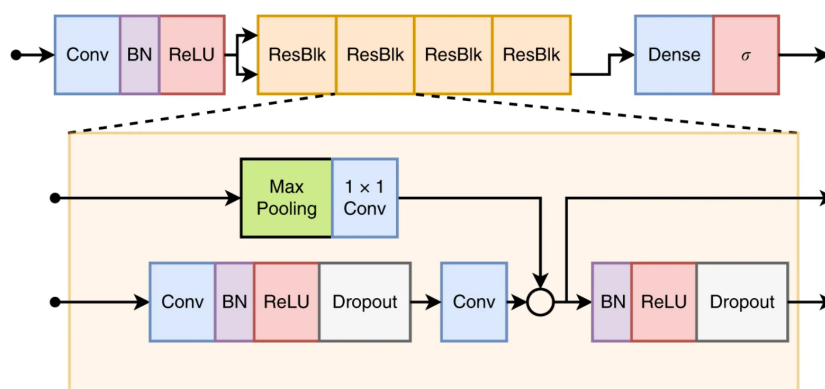 Conv BN ReLU ResBlk ResBlk ResBlk ResBlk Dense σ
Max
Pooling
1 × 1
Conv
Conv BN ReLU Dropout Conv BN ReLU Dropout